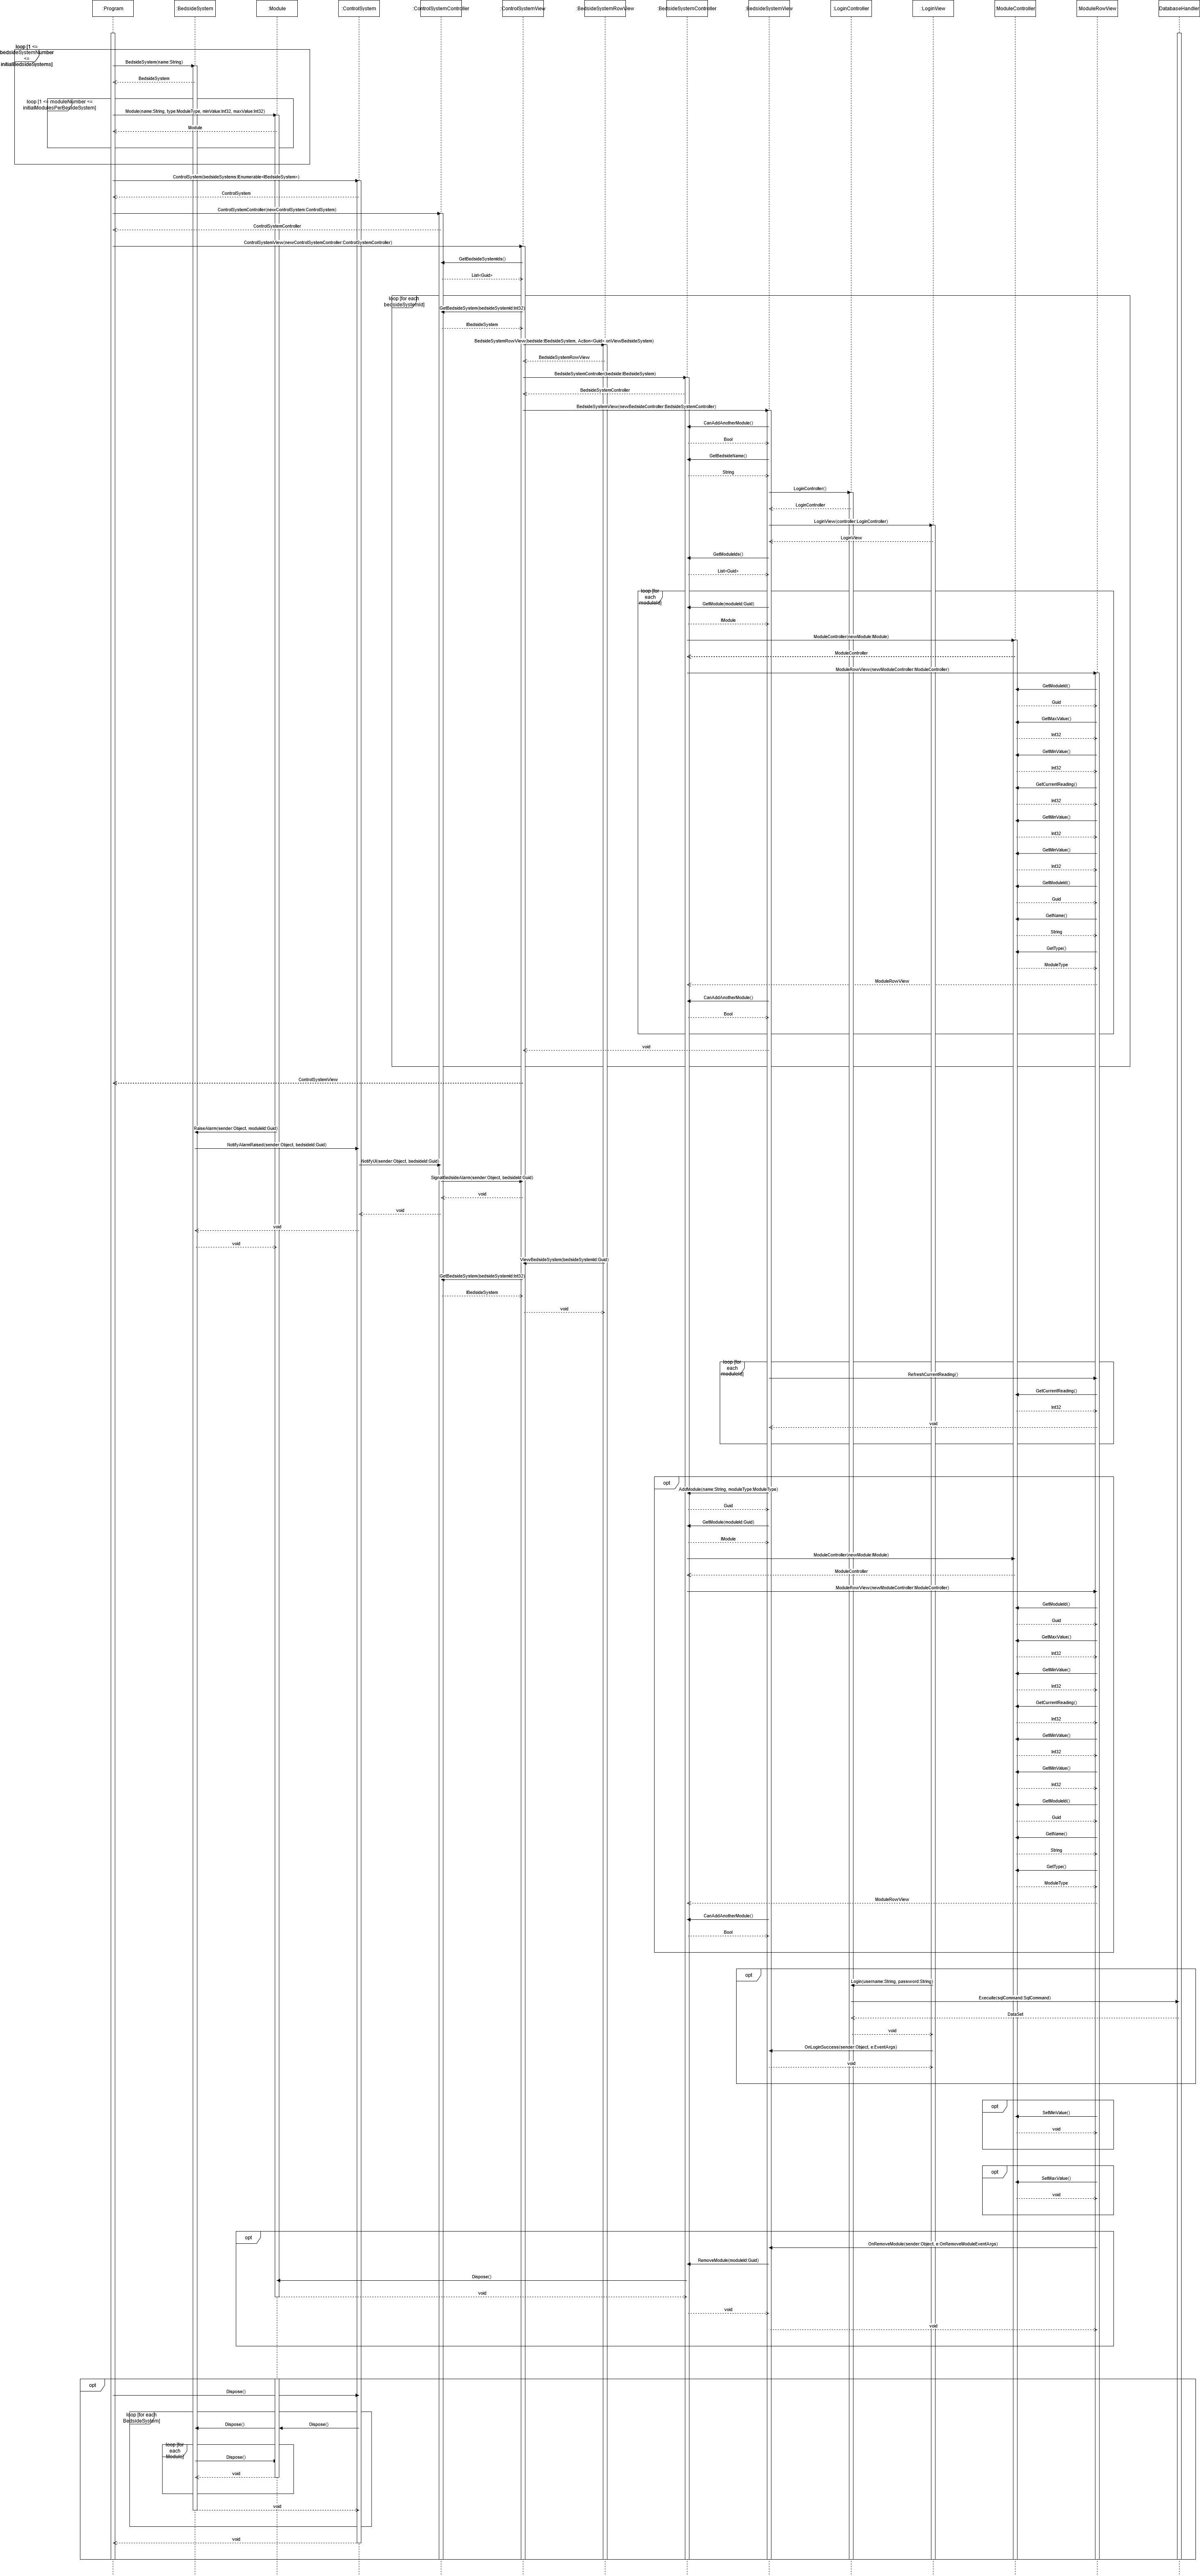 :Program
:BedsideSystem
:Module
:ControlSystem
:ControlSystemController
:ControlSystemView
:BedsideSystemRowView
:BedsideSystemController
:BedsideSystemView
:LoginController
:LoginView
:ModuleController
:ModuleRowView
:DatabaseHandler
loop [1 <=
bedsideSystemNumber
<=
initialBedsideSystems]
BedsideSystem(name:String)
BedsideSystem
loop [1 <= moduleNumber <=
initialModulesPerBedsideSystem]
Module(name:String, type:ModuleType, minValue:Int32, maxValue:Int32)
Module
ControlSystem(bedsideSystems:IEnumerable<IBedsideSystem>)
ControlSystem
ControlSystemController(newControlSystem:ControlSystem)
ControlSystemController
ControlSystemView(newControlSystemController:ControlSystemController)
GetBedsideSystemIds()
List<Guid>
loop [for each
bedsideSystemId]
GetBedsideSystem(bedsideSystemId:Int32)
IBedsideSystem
BedsideSystemRowView(bedside:IBedsideSystem, Action<Guid> onViewBedsideSystem)
BedsideSystemRowView
BedsideSystemController(bedside:IBedsideSystem)
BedsideSystemController
BedsideSystemView(newBedsideController:BedsideSystemController)
CanAddAnotherModule()
Bool
GetBedsideName()
String
LoginController()
LoginController
LoginView(controller:LoginController)
LoginView
GetModuleIds()
List<Guid>
loop [for
each
moduleId]
GetModule(moduleId:Guid)
IModule
ModuleController(newModule:IModule)
ModuleController
ModuleRowView(newModuleController:ModuleController)
GetModuleId()
Guid
GetMaxValue()
Int32
GetMinValue()
Int32
GetCurrentReading()
Int32
GetMinValue()
Int32
GetMinValue()
Int32
GetModuleId()
Guid
GetName()
String
GetType()
ModuleType
ModuleRowView
CanAddAnotherModule()
Bool
void
ControlSystemView
RaiseAlarm(sender:Object, moduleId:Guid)
NotifyAlarmRaised(sender:Object, bedsideId:Guid)
NotifyUI(sender:Object, bedsideId:Guid)
SignalBedsideAlarm(sender:Object, bedsideId:Guid)
void
void
void
void
ViewBedsideSystem(bedsideSystemId:Guid)
GetBedsideSystem(bedsideSystemId:Int32)
IBedsideSystem
void
loop [for
each
moduleId]
RefreshCurrentReading()
GetCurrentReading()
Int32
void
opt
AddModule(name:String, moduleType:ModuleType)
Guid
GetModule(moduleId:Guid)
IModule
ModuleController(newModule:IModule)
ModuleController
ModuleRowView(newModuleController:ModuleController)
GetModuleId()
Guid
GetMaxValue()
Int32
GetMinValue()
Int32
GetCurrentReading()
Int32
GetMinValue()
Int32
GetMinValue()
Int32
GetModuleId()
Guid
GetName()
String
GetType()
ModuleType
ModuleRowView
CanAddAnotherModule()
Bool
opt
Login(username:String, password:String)
Execute(sqlCommand:SqlCommand)
DataSet
void
OnLoginSuccess(sender:Object, e:EventArgs)
void
opt
SetMinValue()
void
opt
SetMaxValue()
void
opt
OnRemoveModule(sender:Object, e:OnRemoveModuleEventArgs)
RemoveModule(moduleId:Guid)
Dispose()
void
void
void
opt
Dispose()
loop [for each
BedsideSystem]
Dispose()
Dispose()
loop [for
each
Module]
Dispose()
void
void
void